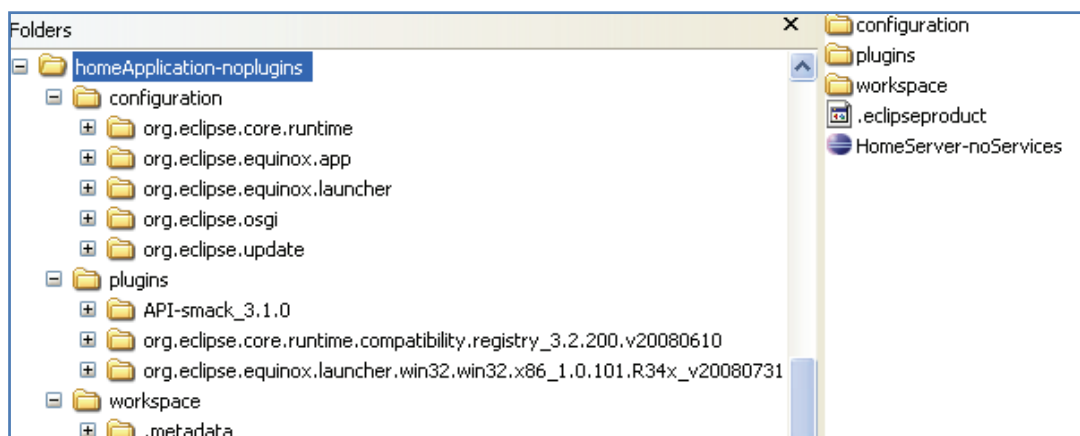 Folders
homeApplication-noplugins
configuration
org.eclipse.core.runtime
org.eclipse.equinox.app
org.eclipse.equinox.launcher
org.eclipse.osgi
org.eclipse.update
plugins
API-smack_3.1.0
org.eclipse.core.runtime.compatibility.registry_3.2.200.v20080610
org.eclipse.equinox.launcher.win32.win32.x86_1.0.101.R34x_v20080731
workspace
.metadata
configuration
plugins
workspace
.eclipseproduct
HomeServer-noServices